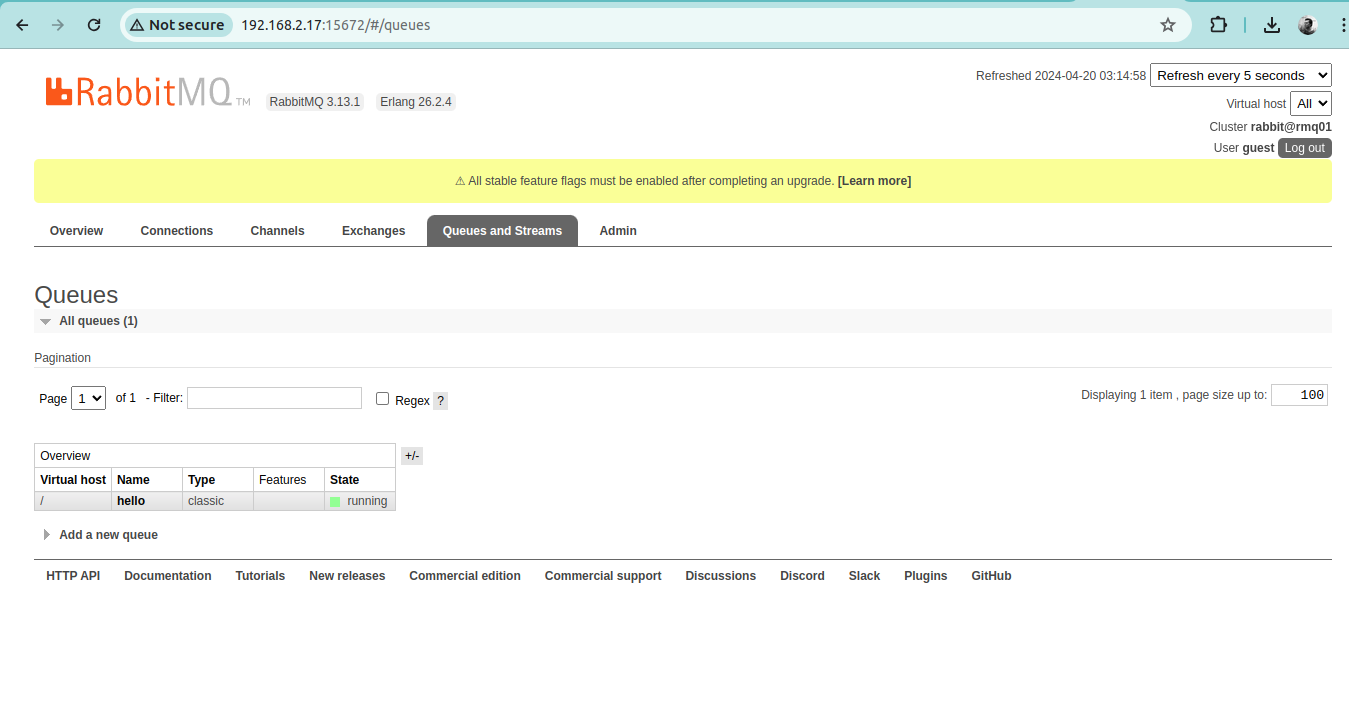 Not secure 192.168.2.17:15672/#/queues
RabbitMQ TM RabbitMQ 3.13.1 Erlang 26.2.4
Refreshed 2024-04-20 03:14:58 Refresh every 5 seconds
Virtual host All
Cluster rabbit@rmq01
User guest Log out
⚠ All stable feature flags must be enabled after completing an upgrade. [Learn more]
Overview Connections Channels Exchanges Queues and Streams Admin
Queues
All queues (1)
Pagination
Page 1 of 1 - Filter: Regex ? Displaying 1 item , page size up to: 100
Overview +/-
Virtual host Name Type Features State
/ hello classic running
Add a new queue
HTTP API Documentation Tutorials New releases Commercial edition Commercial support Discussions Discord Slack Plugins GitHub